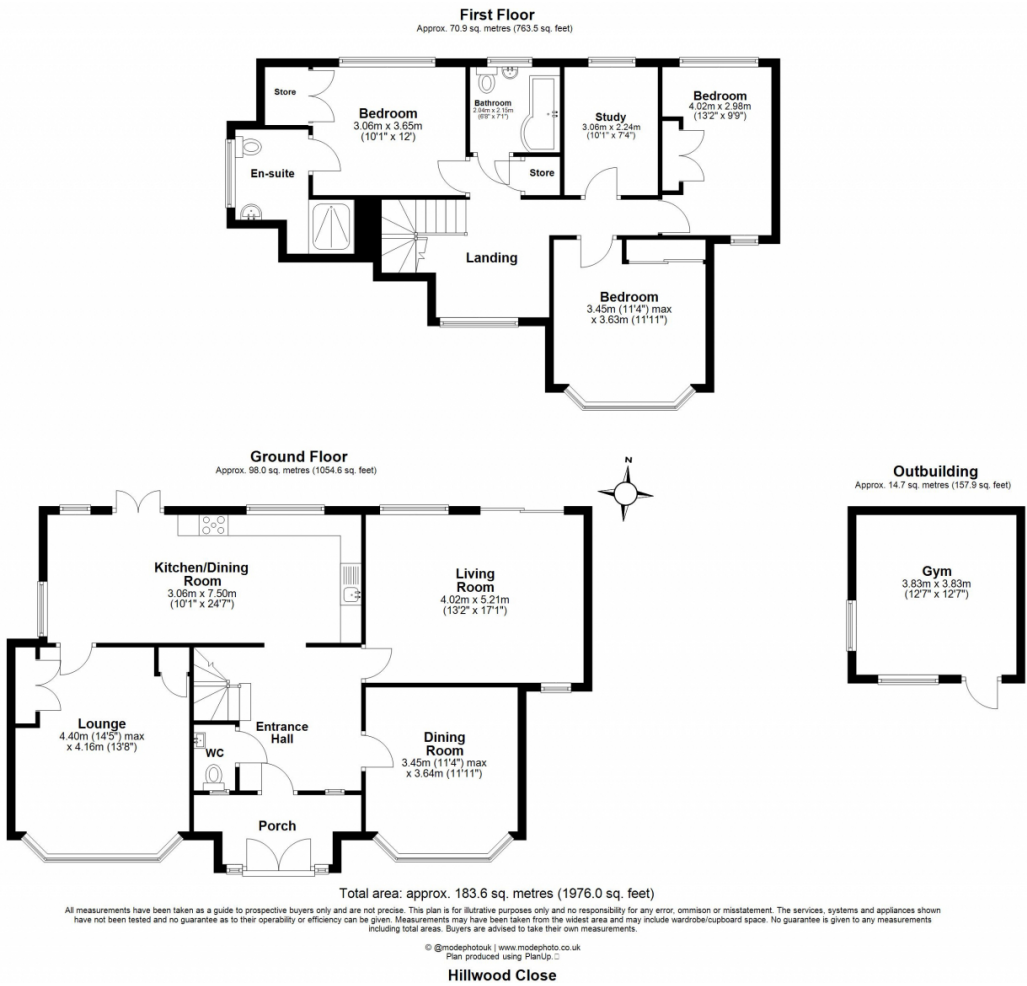 First Floor
Approx. 70.9 sq. metres (763.5 sq. feet)
Store
Bedroom
3.06m x 3.65m
(10'1" x 12')
Bathroom
2.04m x 2.15m
(6'8" x 7'1")
Study
3.06m x 2.24m
(10'1" x 7'4")
Bedroom
4.02m x 2.98m
(13'2" x 9'9")
En-suite
Store
Landing
Bedroom
3.45m (11'4") max
x 3.63m (11'11")
Ground Floor
Approx. 98.0 sq. metres (1054.6 sq. feet)
N
Outbuilding
Approx. 14.7 sq. metres (157.9 sq. feet)
Kitchen/Dining
Room
3.06m x 7.50m
(10'1" x 24'7")
Living
Room
4.02m x 5.21m
(13'2" x 17'1")
Gym
3.83m x 3.83m
(12'7" x 12'7")
Lounge
4.40m (14'5") max
x 4.16m (13'8")
WC
Entrance
Hall
Dining
Room
3.45m (11'4") max
x 3.64m (11'11")
Porch
Total area: approx. 183.6 sq. metres (1976.0 sq. feet)
All measurements have been taken as a guide to prospective buyers only and are not precise. This plan is for illutrative purposes only and no responsibility for any error, ommison or misstatement. The services, systems and appliances shown
have not been tested and no guarantee as to their operability or efficiency can be given. Measurements may have been taken from the widest area and may include wardrobe/cupboard space. No guarantee is given to any measurements
including total areas. Buyers are advised to take their own measurements.
© @modephotouk | www.modephoto.co.uk
Plan produced using PlanUp.
Hillwood Close